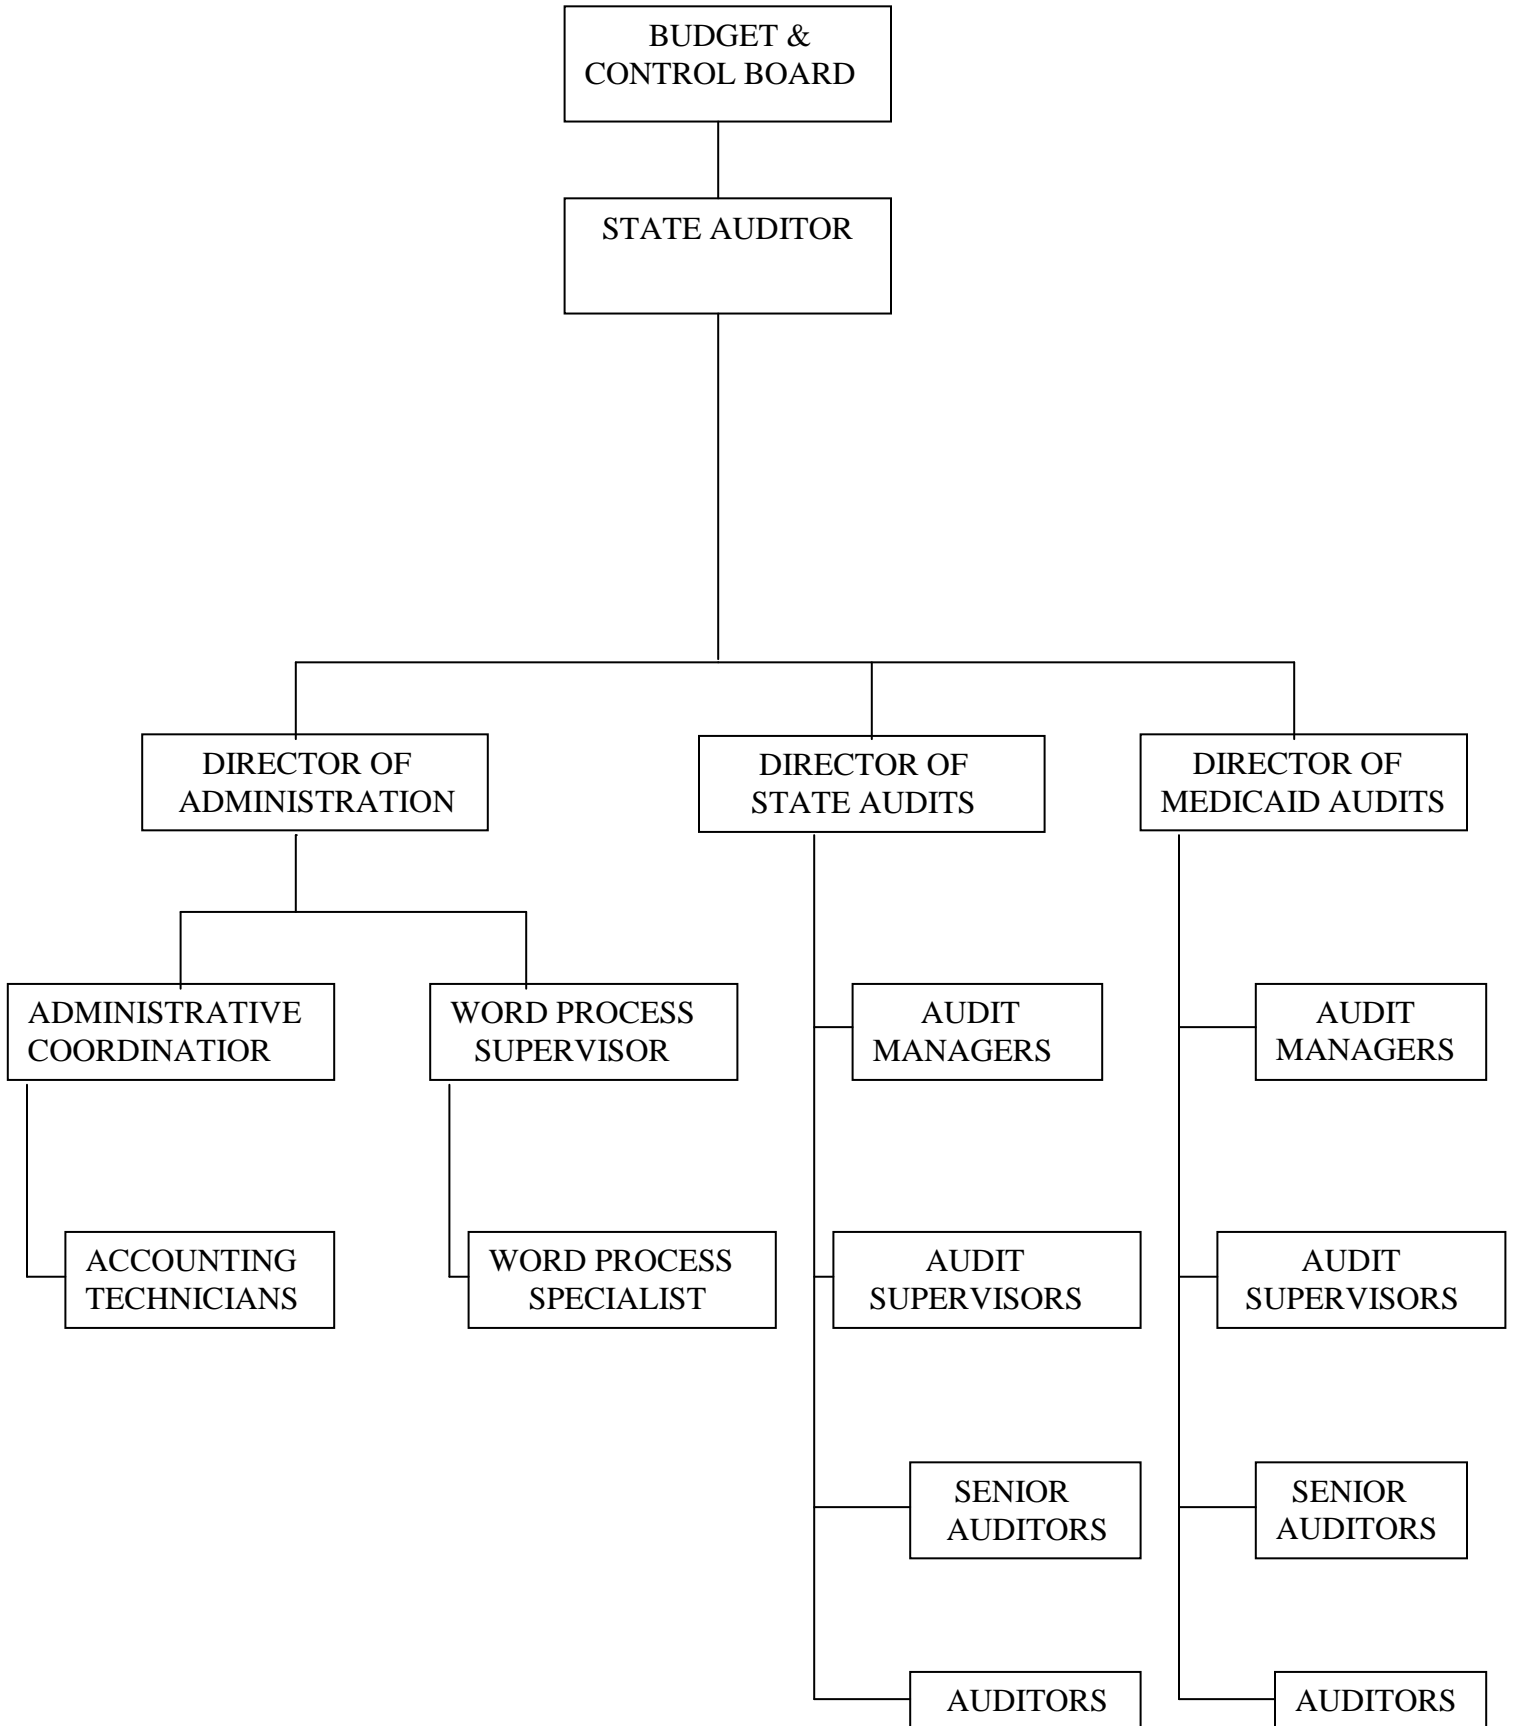 BUDGET &
CONTROL BOARD
STATE AUDITOR
DIRECTOR OF
ADMINISTRATION
DIRECTOR OF
STATE AUDITS
DIRECTOR OF
MEDICAID AUDITS
ADMINISTRATIVE
COORDINATIOR
WORD PROCESS
SUPERVISOR
AUDIT
MANAGERS
AUDIT
MANAGERS
ACCOUNTING
TECHNICIANS
WORD PROCESS
SPECIALIST
AUDIT
SUPERVISORS
AUDIT
SUPERVISORS
SENIOR
AUDITORS
SENIOR
AUDITORS
AUDITORS
AUDITORS